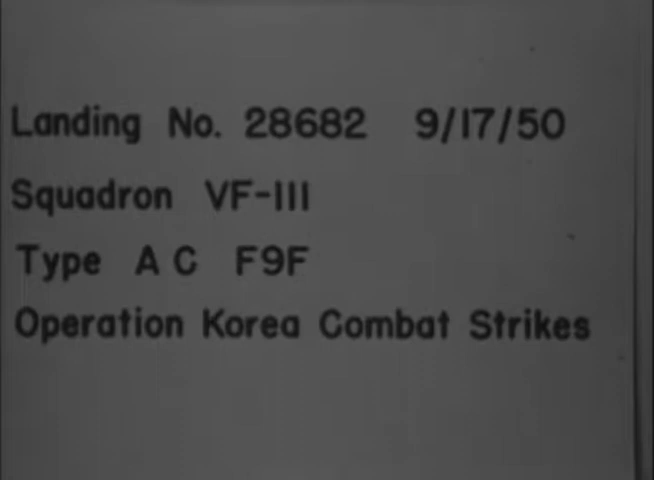 Landing No. 28682 9/17/50
Squadron VF-111
Type A C F9F
Operation Korea Combat Strikes